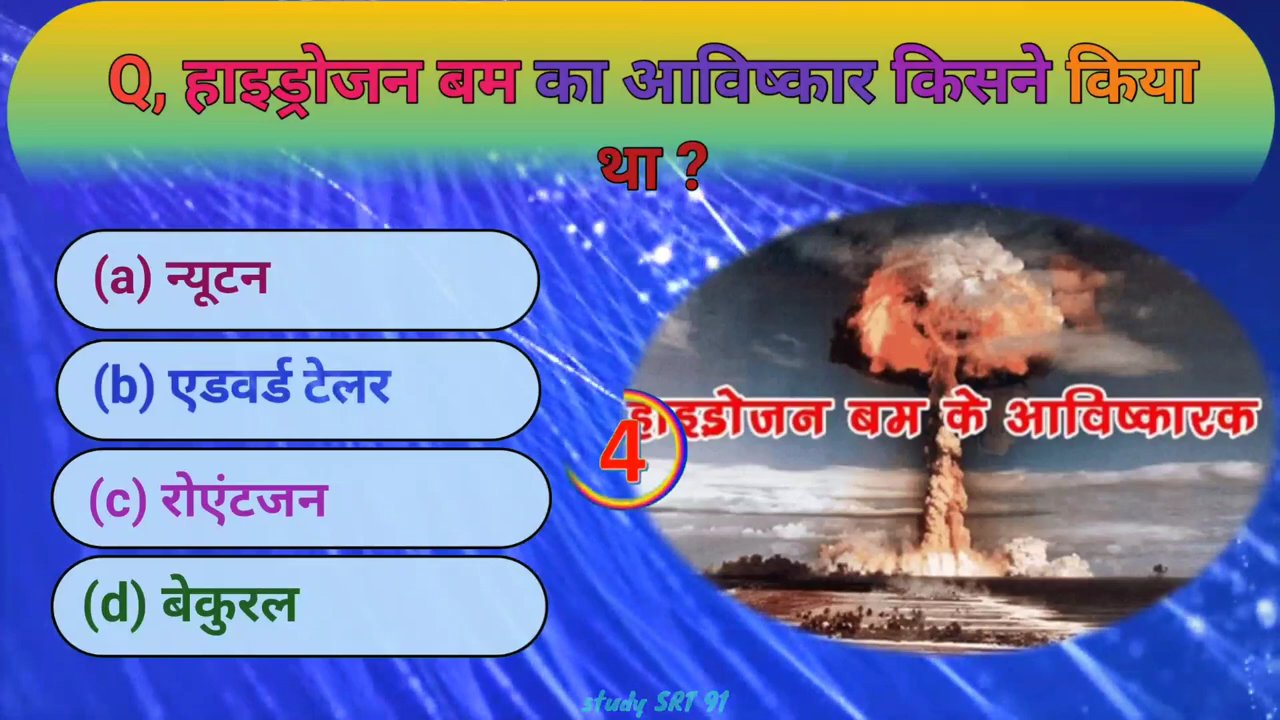 Q, हाइड्रोजन बम का आविष्कार किसने किया
था ?
(a) न्यूटन
(b) एडवर्ड टेलर
(c) रोएंटजन
(d) बेकुरल
हाइड्रोजन बम के आविष्कारक
4
study SRT 91